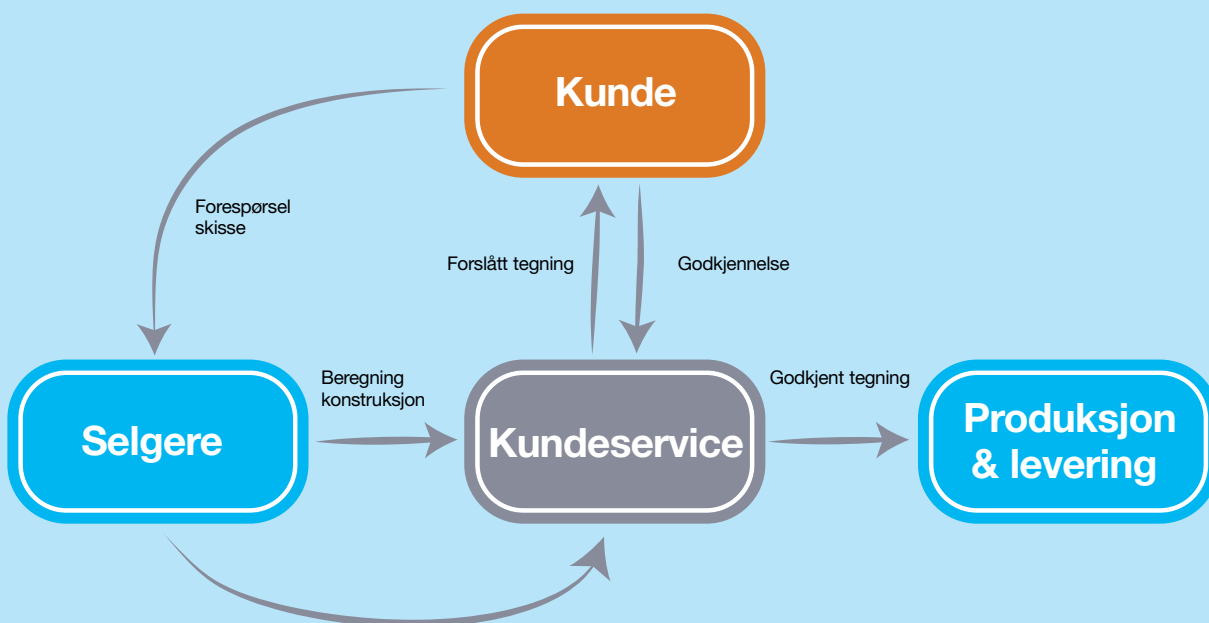 Kunde
Forespørsel
skisse
Forslått tegning
Godkjennelse
Beregning
konstruksjon
Godkjent tegning
Selgere
Kundeservice
Produksjon
& levering